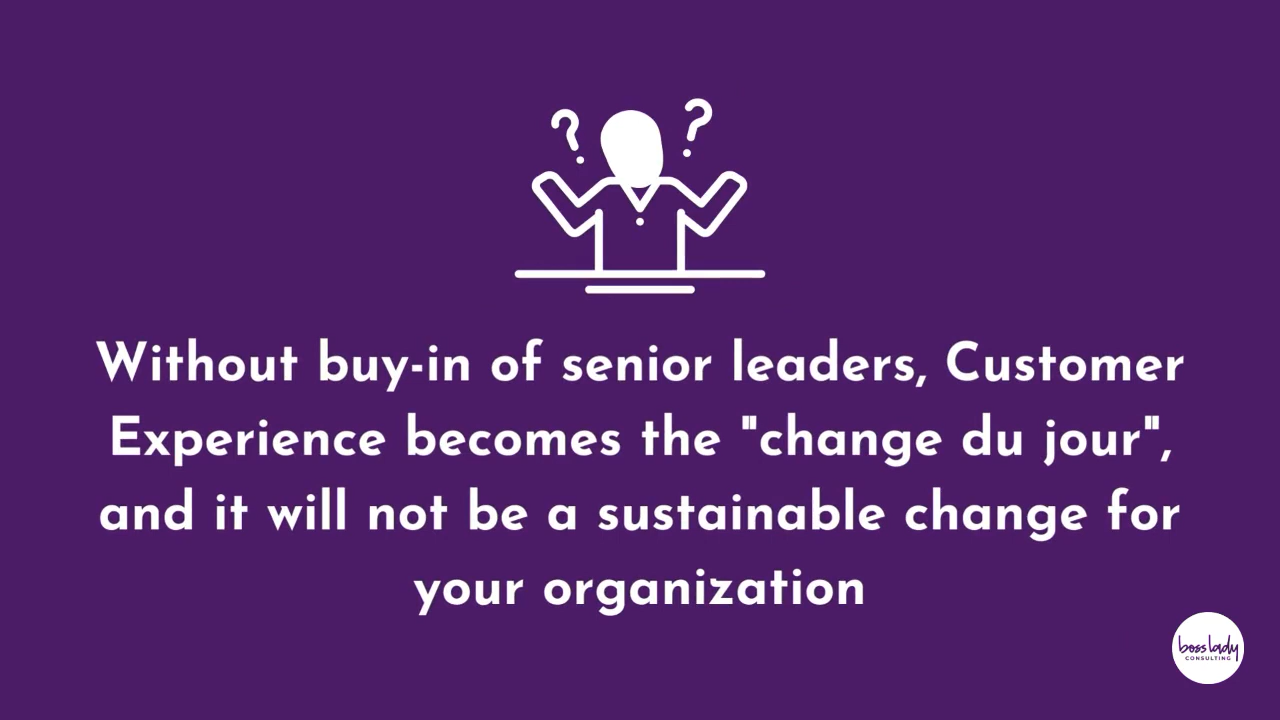 ? ?
Without buy-in of senior leaders, Customer
Experience becomes the "change du jour",
and it will not be a sustainable change for
your organization
boss lady
CONSULTING